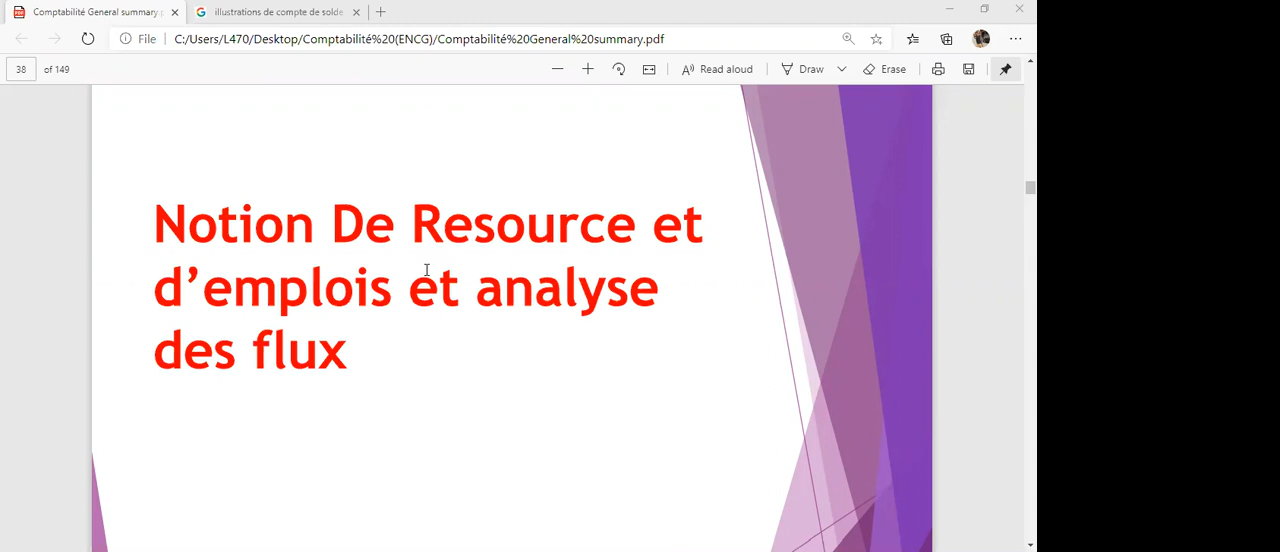 Comptabilité General summary.p
illustrations de compte de solde
File
C:/Users/L470/Desktop/Comptabilité%20(ENCG)/Comptabilité%20General%20summary.pdf
38 of 149
Read aloud
Draw
Erase
Notion De Resource et
d’emplois et analyse
des flux